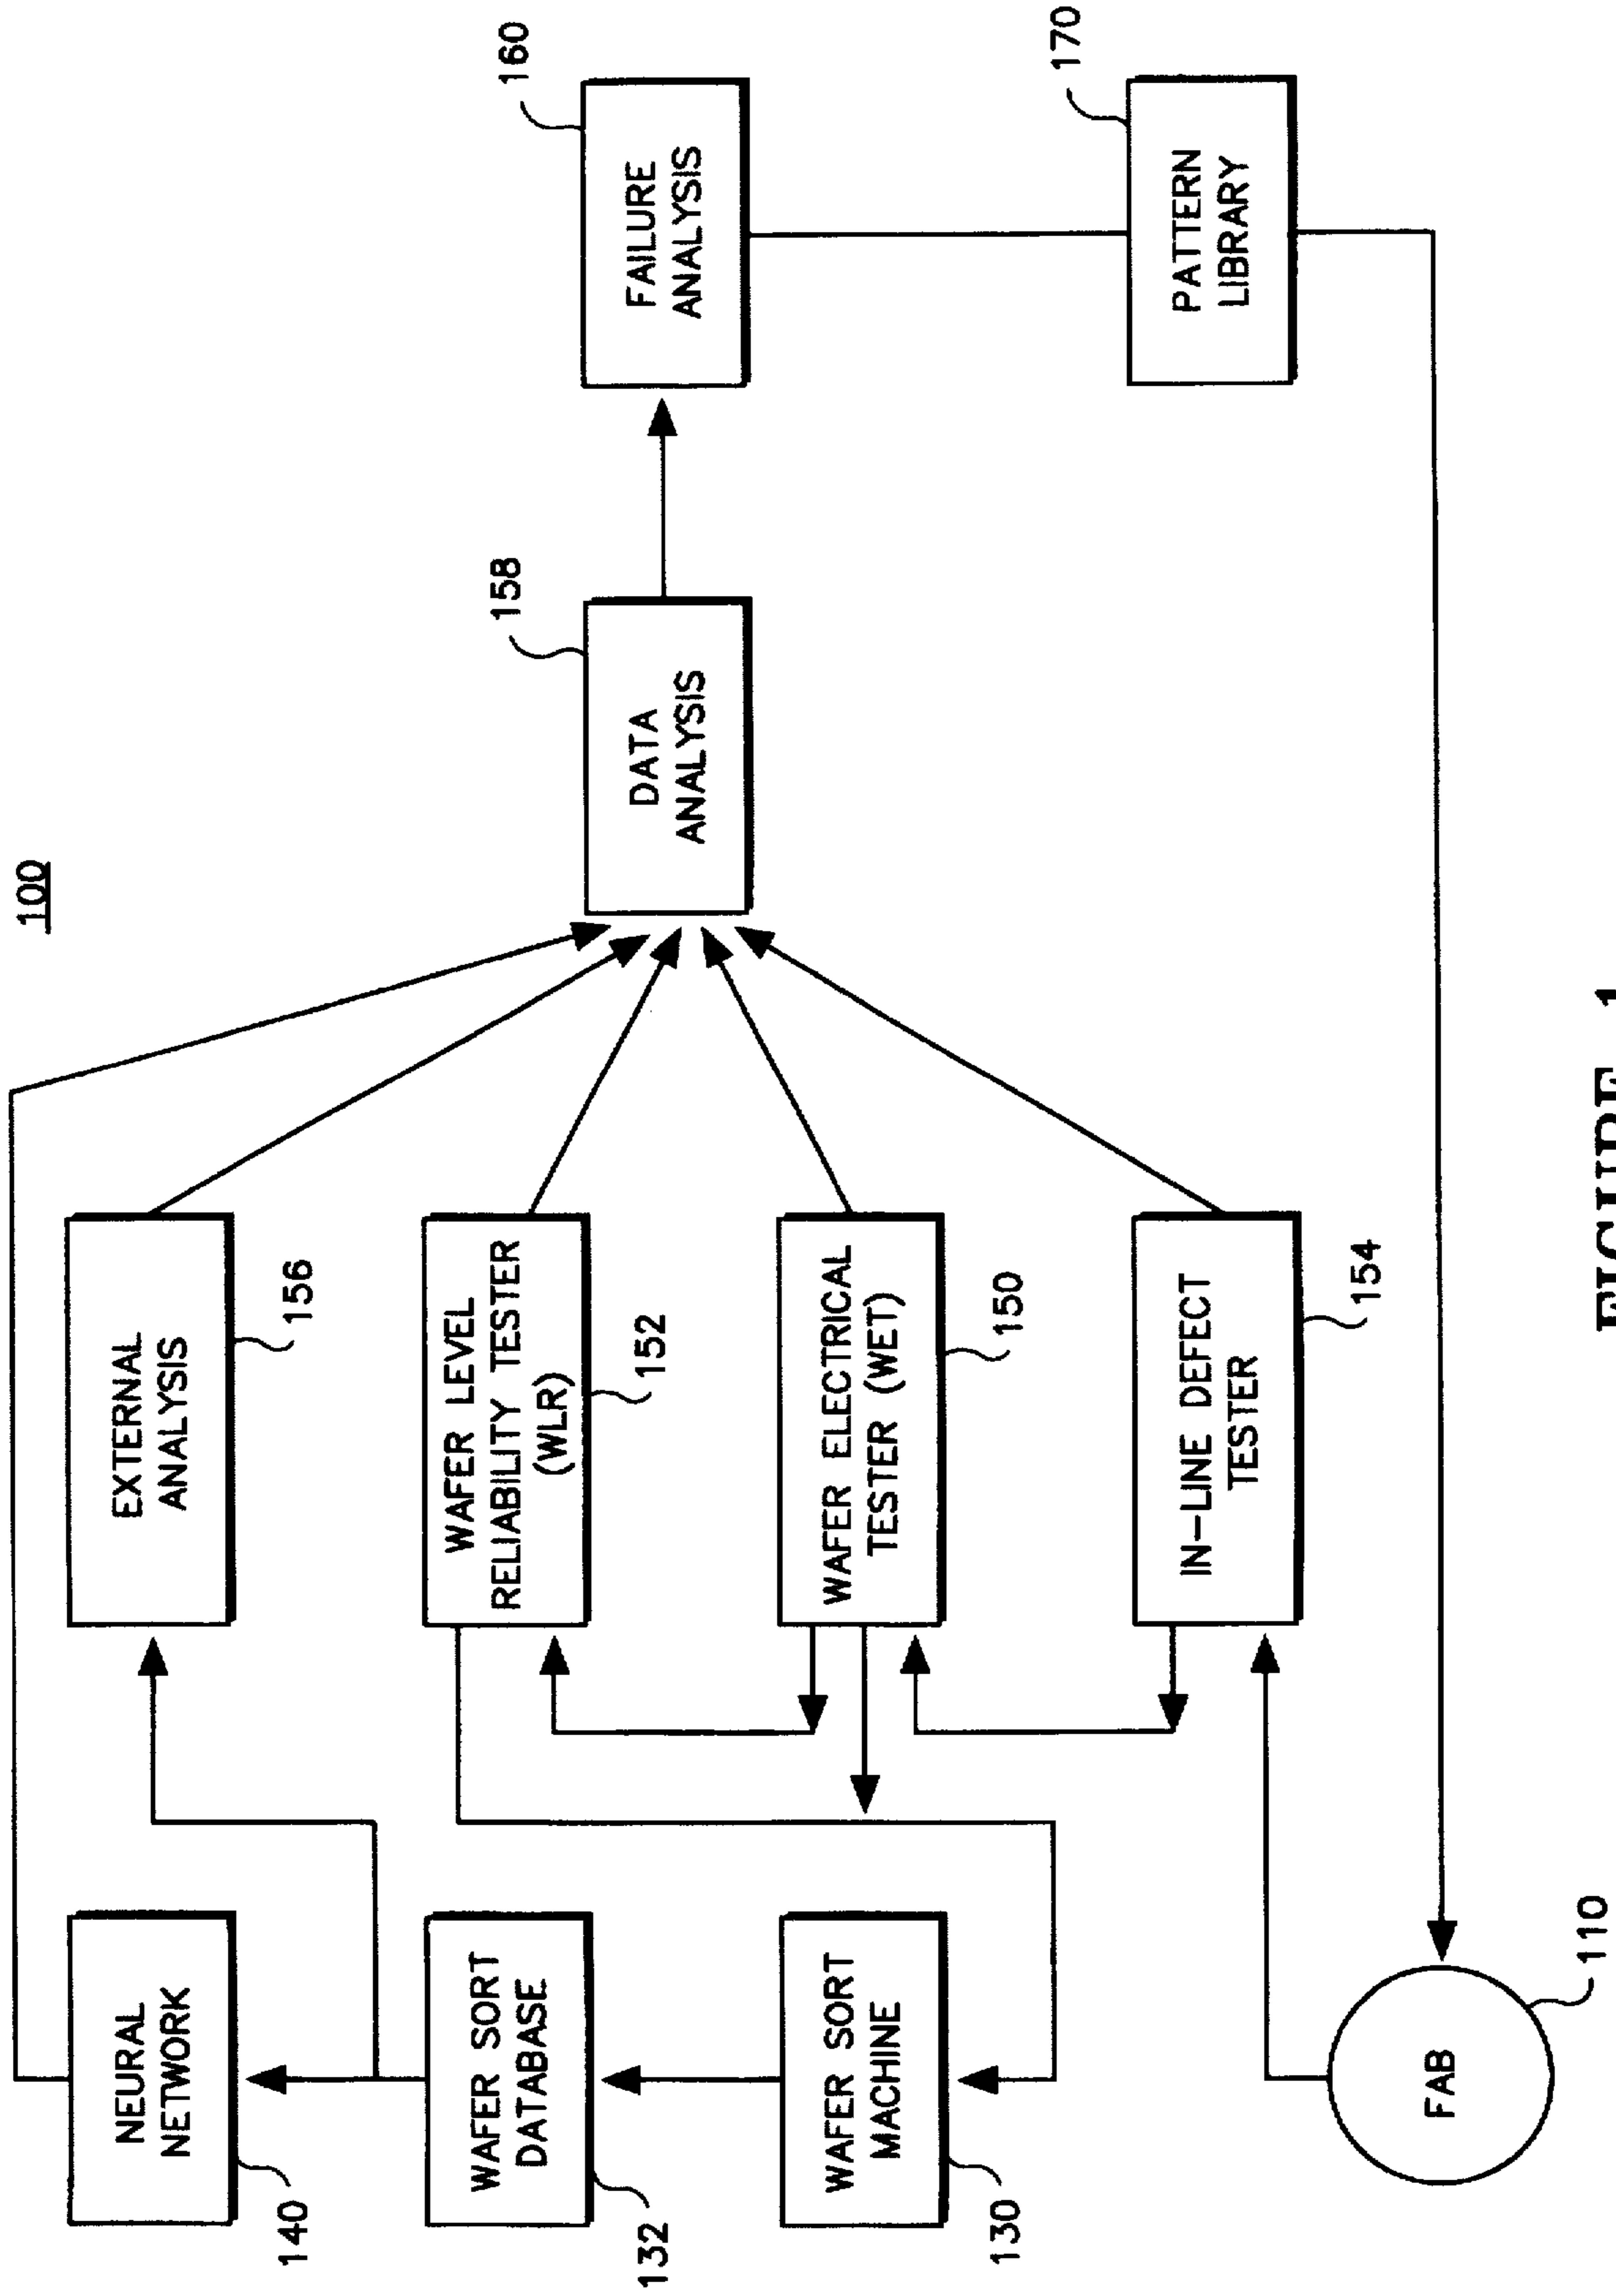 100
NEURAL
NETWORK
140
EXTERNAL
ANALYSIS
156
WAFER SORT
DATABASE
132
WAFER LEVEL
RELIABILITY TESTER
(WLR)
152
DATA
ANALYSIS
158
FAILURE
ANALYSIS
160
WAFER SORT
MACHINE
130
WAFER ELECTRICAL
TESTER (WET)
150
IN-LINE DEFECT
TESTER
154
PATTERN
LIBRARY
170
FAB
110
FIGURE 1